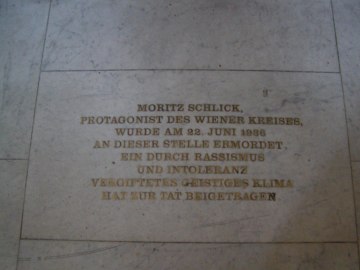 MORITZ SCHLICK,
PROTAGONIST DES WIENER KREISES,
WURDE AM 22. JUNI 1936
AN DIESER STELLE ERMORDET.
EIN DURCH RASSISMUS
UND INTOLERANZ
VERGIFTETES GEISTIGES KLIMA
HAT ZUR TAT BEIGETRAGEN